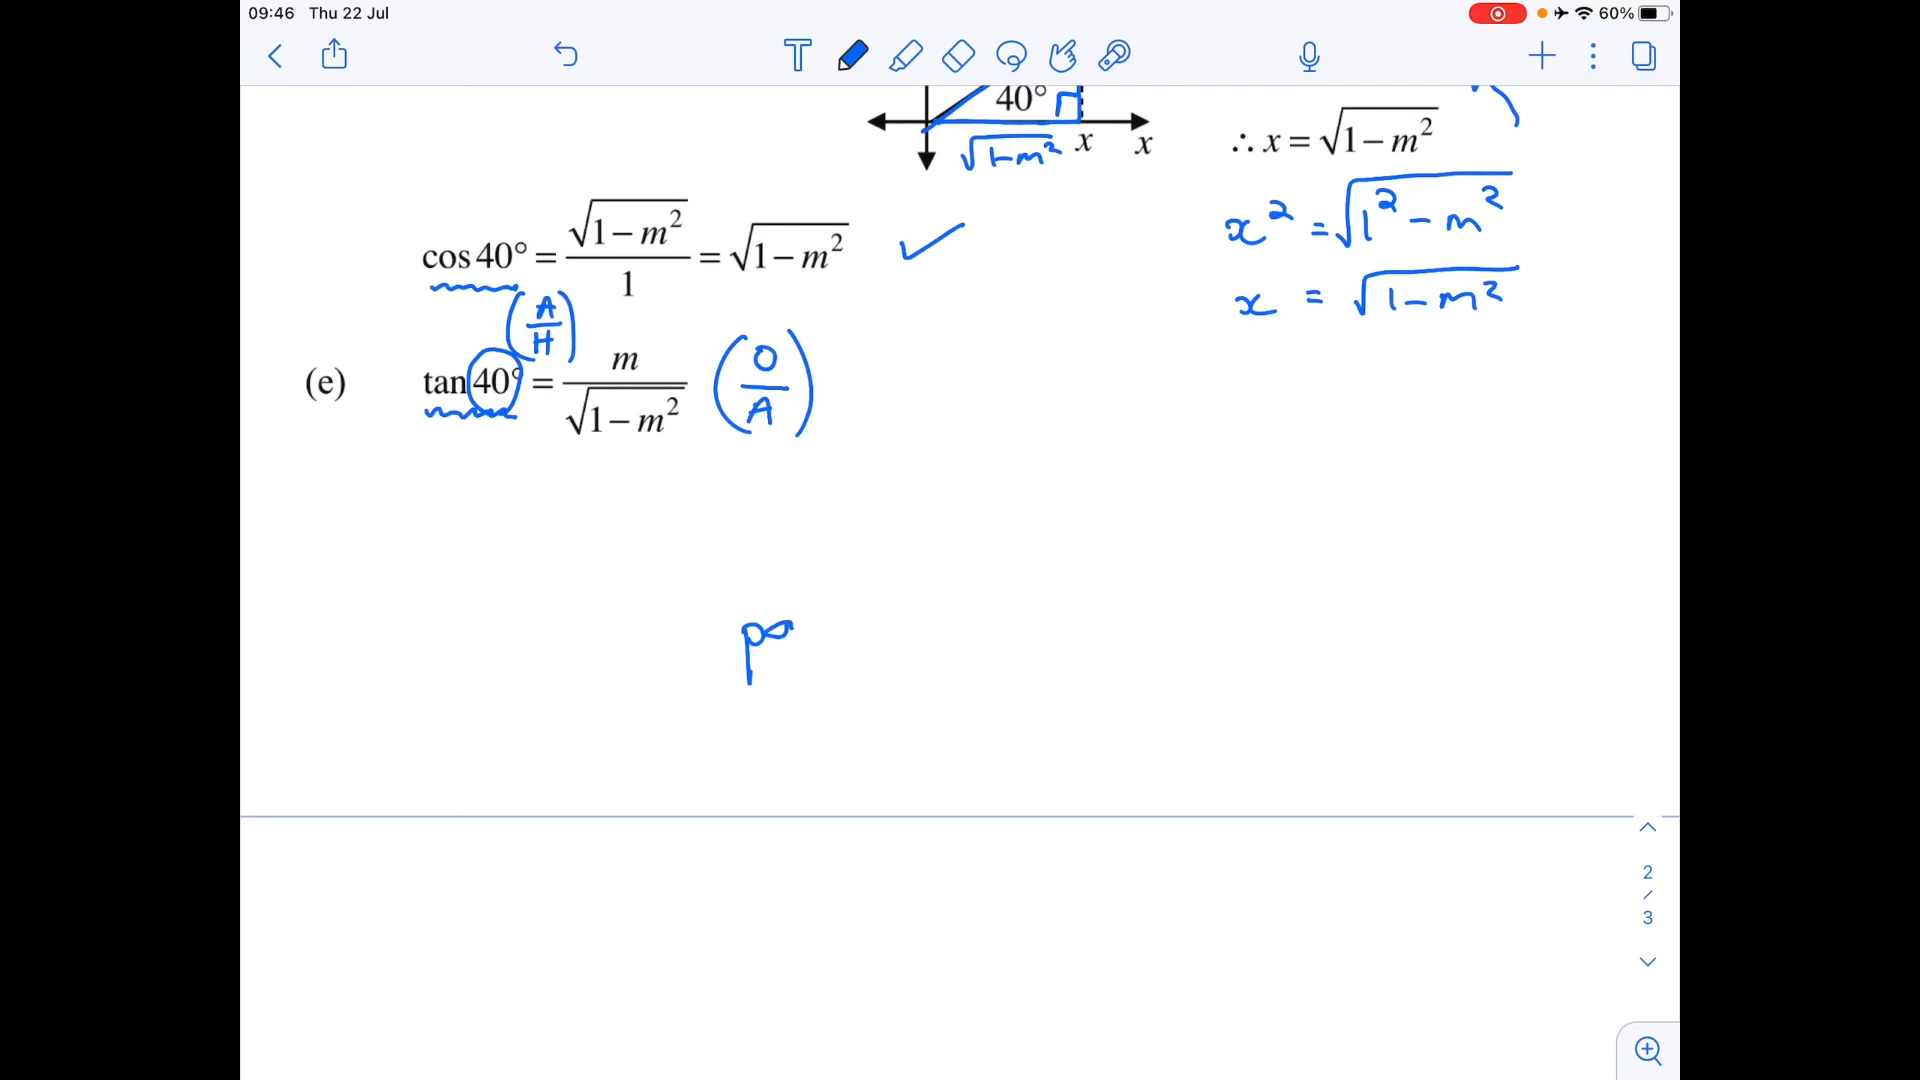 09:46 Thu 22 Jul
60%
T
40°
√1-m² x x
∴ x = √1 − m²
x² = √1² − m²
cos 40° = √1 − m² / 1 = √1 − m² ✓
x = √1 − m²
(A/H)
(e) tan 40° = m / √1 − m² (O/A)
2
/
3